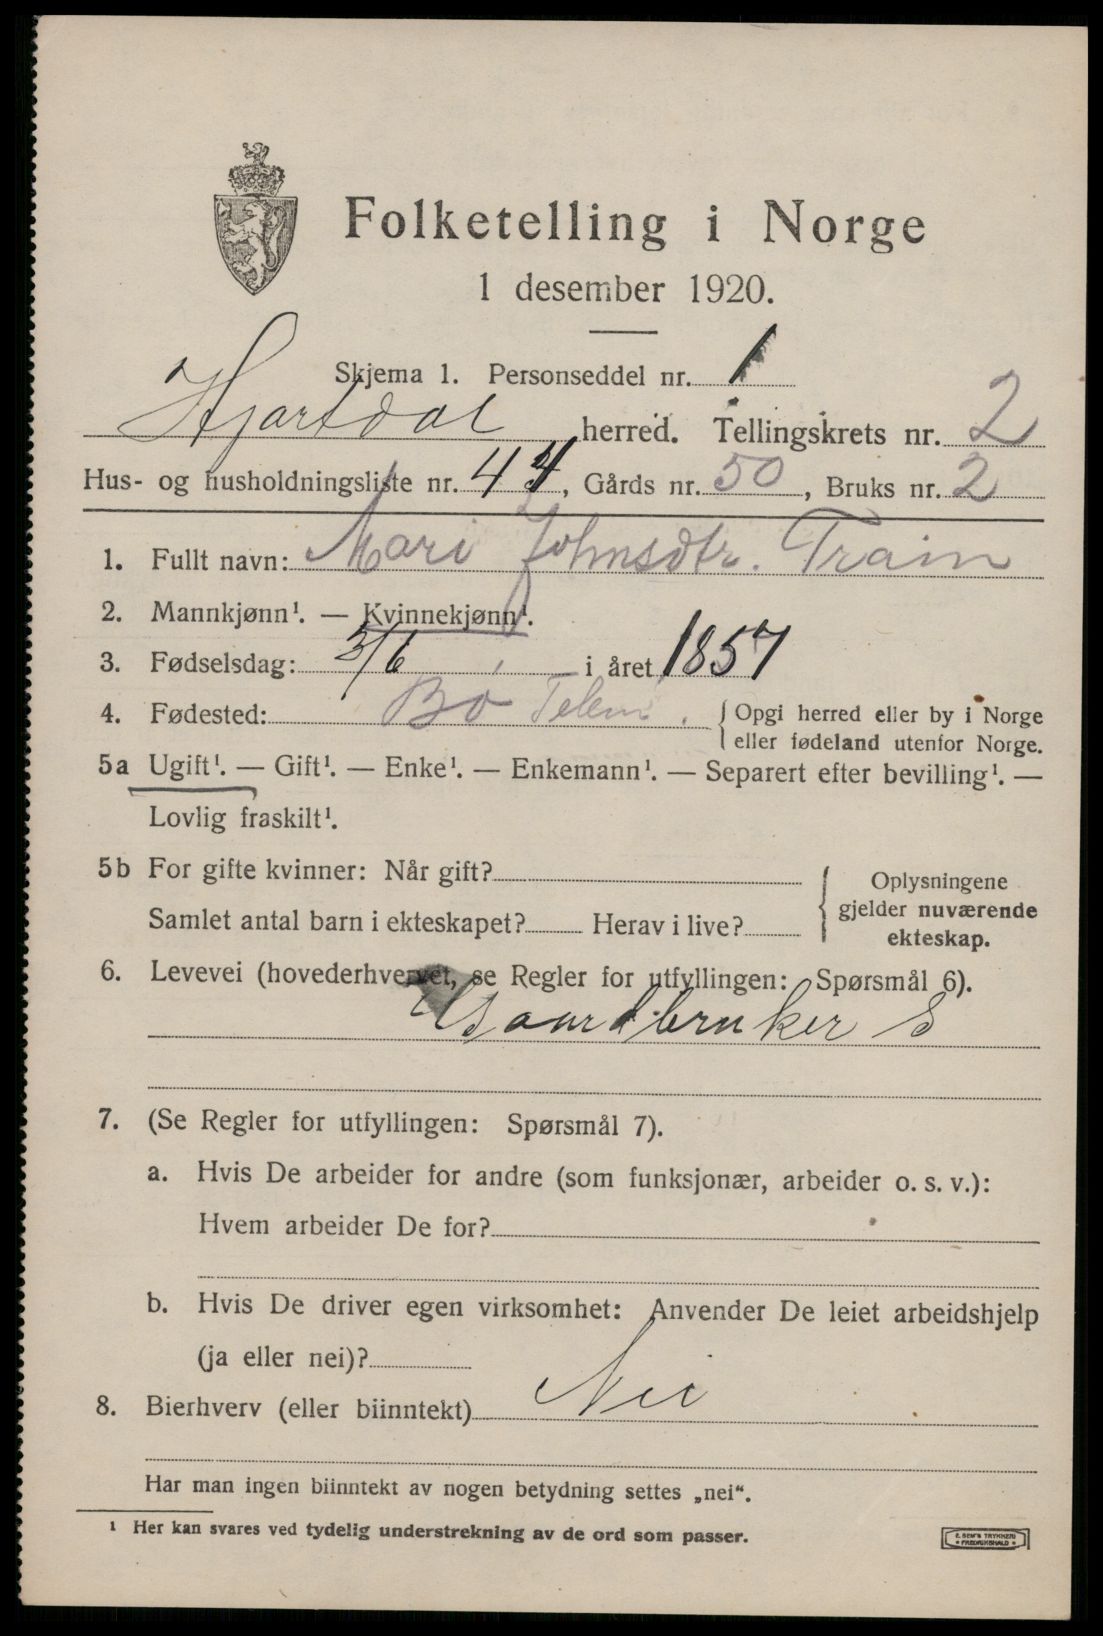 Folketelling i Norge
1 desember 1920.
Skjema 1. Personseddel nr. 1
Hjartdal herred. Tellingskrets nr. 2
Hus- og husholdningsliste nr. 44, Gårds nr. 50, Bruks nr. 2
1. Fullt navn: Mari Johnsdtr. Traim
2. Mannkjønn¹. — Kvinnekjønn¹.
3. Fødselsdag: 3/6 i året 1857
4. Fødested: Bø Telem. { Opgi herred eller by i Norge
eller fødeland utenfor Norge.
5a Ugift¹. — Gift¹. — Enke¹. — Enkemann¹. — Separert efter bevilling¹. —
Lovlig fraskilt¹.
5b For gifte kvinner: Når gift?
Samlet antal barn i ekteskapet? Herav i live?
{ Oplysningene
gjelder nuværende
ekteskap.
6. Levevei (hovederhvervet, se Regler for utfyllingen: Spørsmål 6).
Gaardbruker S
7. (Se Regler for utfyllingen: Spørsmål 7).
a. Hvis De arbeider for andre (som funksjonær, arbeider o. s. v.):
Hvem arbeider De for?
b. Hvis De driver egen virksomhet: Anvender De leiet arbeidshjelp
(ja eller nei)?
8. Bierhverv (eller biinntekt) Nei
Har man ingen biinntekt av nogen betydning settes „nei".
¹ Her kan svares ved tydelig understrekning av de ord som passer.
E. SEM'S TRYKKERI
• FREDRIKSHALD •